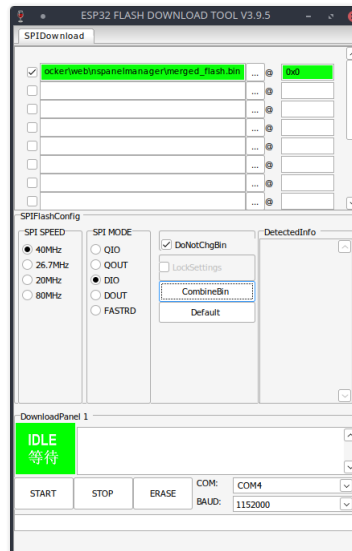 ESP32 FLASH DOWNLOAD TOOL V3.9.5
SPIDownload
ocker\web\nspanelmanager\merged_flash.bin ... @ 0x0
... @
... @
... @
... @
... @
... @
... @
SPIFlashConfig
SPI SPEED
40MHz
26.7MHz
20MHz
80MHz
SPI MODE
QIO
QOUT
DIO
DOUT
FASTRD
DoNotChgBin
LockSettings
CombineBin
Default
DetectedInfo
DownloadPanel 1
IDLE
等待
START STOP ERASE
COM: COM4
BAUD: 1152000